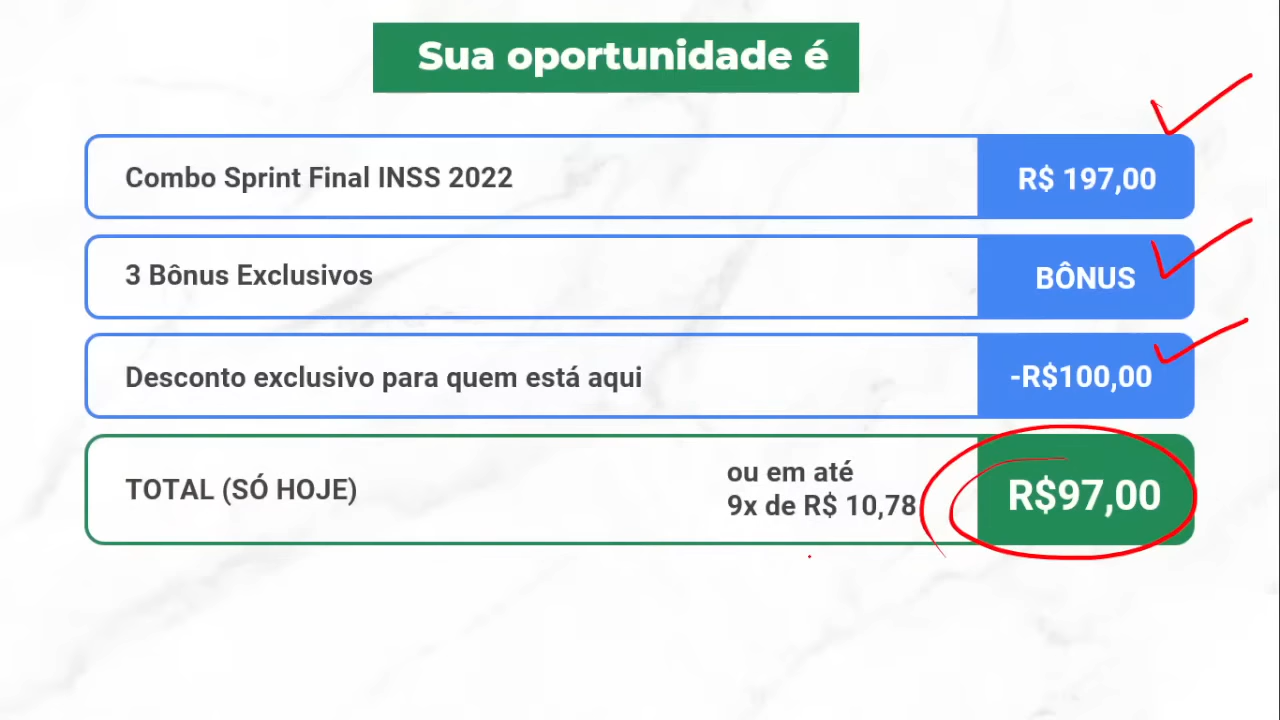 Sua oportunidade é
Combo Sprint Final INSS 2022
R$ 197,00
3 Bônus Exclusivos
BÔNUS
Desconto exclusivo para quem está aqui
-R$100,00
TOTAL (SÓ HOJE)
ou em até
9x de R$ 10,78
R$97,00